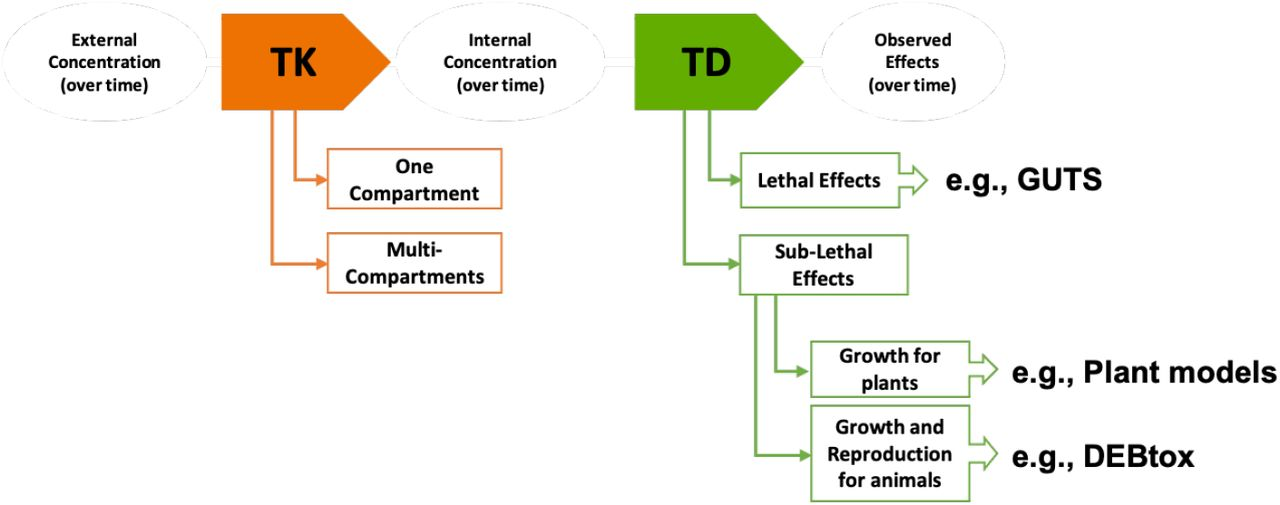 External
Concentration
(over time)
TK
Internal
Concentration
(over time)
TD
Observed
Effects
(over time)
One
Compartment
Multi-
Compartments
Lethal Effects
e.g., GUTS
Sub-Lethal
Effects
Growth for
plants
e.g., Plant models
Growth and
Reproduction
for animals
e.g., DEBtox